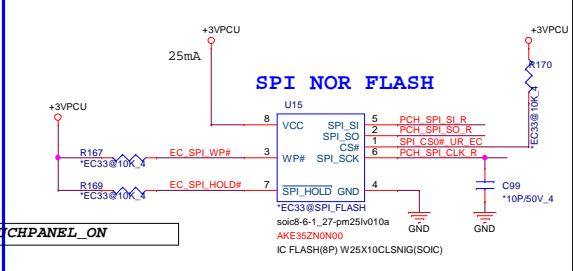 +3VPCU
+3VPCU
25mA
R170
SPI NOR FLASH
*EC33@10K_4
+3VPCU
U15
8 VCC SPI_SI 5 PCH_SPI_SI_R
SPI_SO 2 PCH_SPI_SO_R
CS# 1 SPI_CS0#_UR_EC
R167 EC_SPI_WP# 3 WP# SPI_SCK 6 PCH_SPI_CLK_R
*EC33@10K_4
R169 EC_SPI_HOLD# 7 SPI_HOLD GND 4
*EC33@10K_4
C99
*10P/50V_4
*EC33@SPI_FLASH
soic8-6-1_27-pm25lv010a
GND
GND
AKE35ZN0N00
IC FLASH(8P) W25X10CLSNIG(SOIC)
CHPANEL_ON